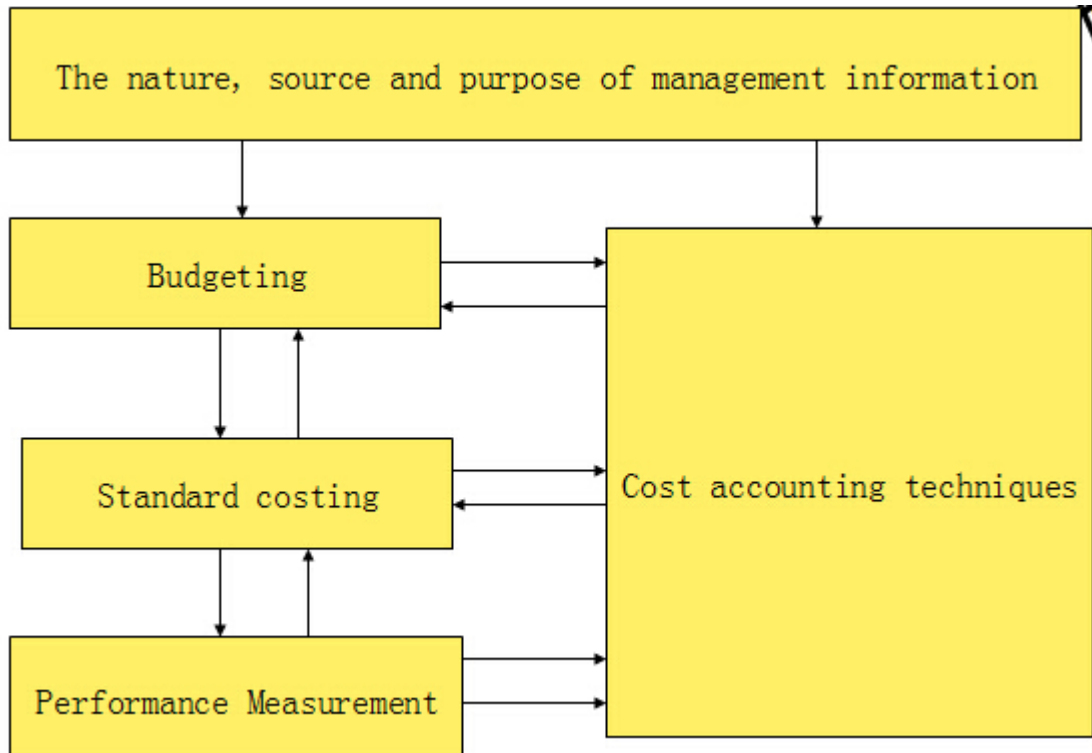 The nature, source and purpose of management information
Budgeting
Standard costing
Cost accounting techniques
Performance Measurement